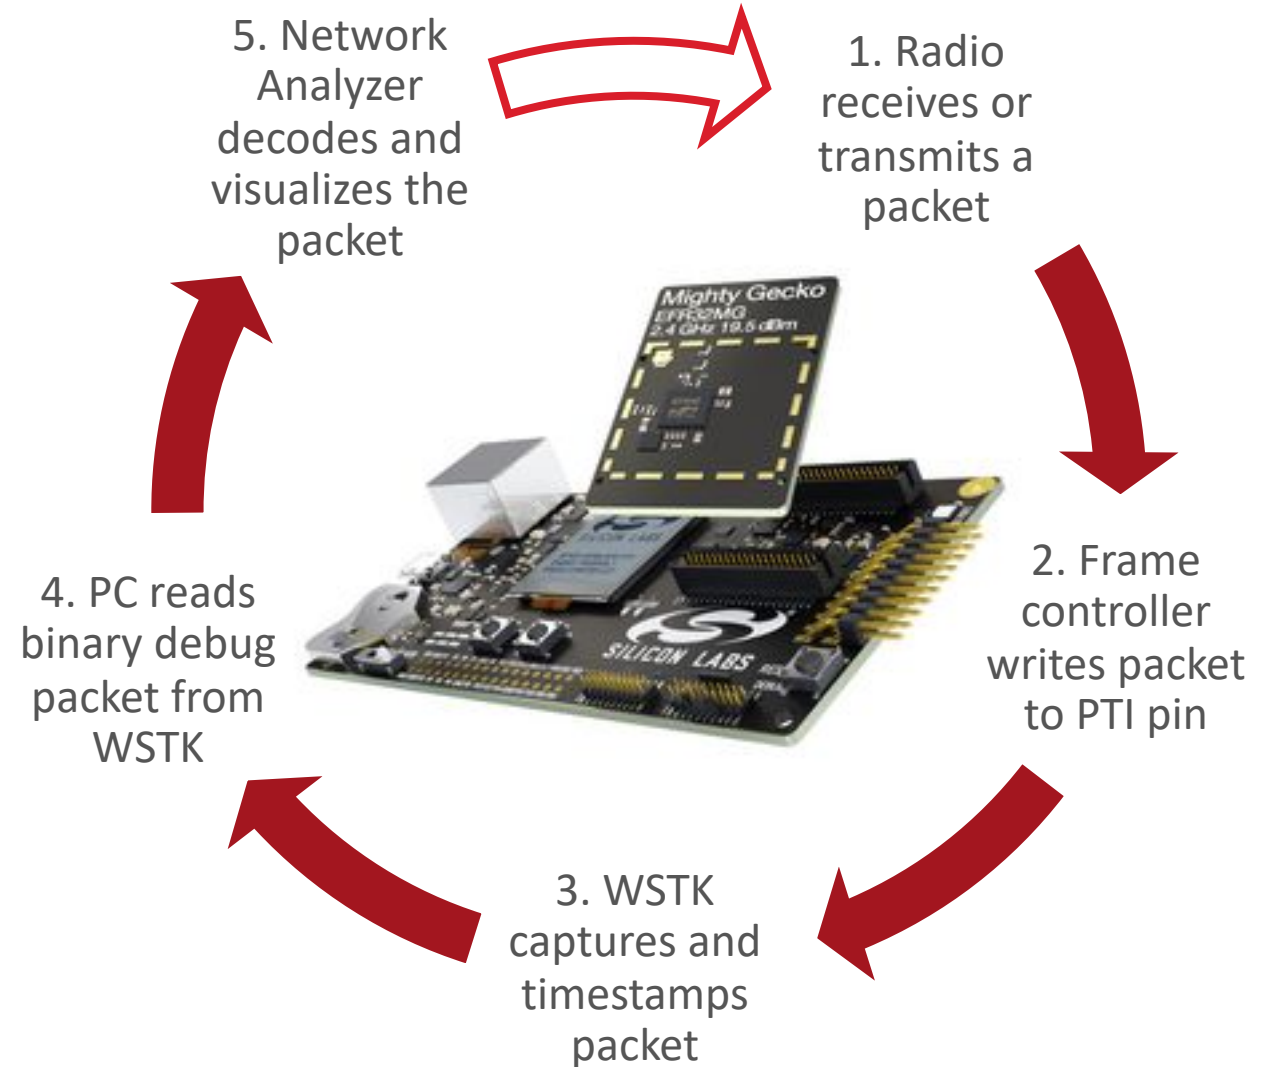 5. Network
Analyzer
decodes and
visualizes the
packet
1. Radio
receives or
transmits a
packet
Mighty Gecko
EFR32MG
2.4 GHz 19.5 dBm
SILICON LABS
2. Frame
controller
writes packet
to PTI pin
4. PC reads
binary debug
packet from
WSTK
SILICON LABS
3. WSTK
captures and
timestamps
packet